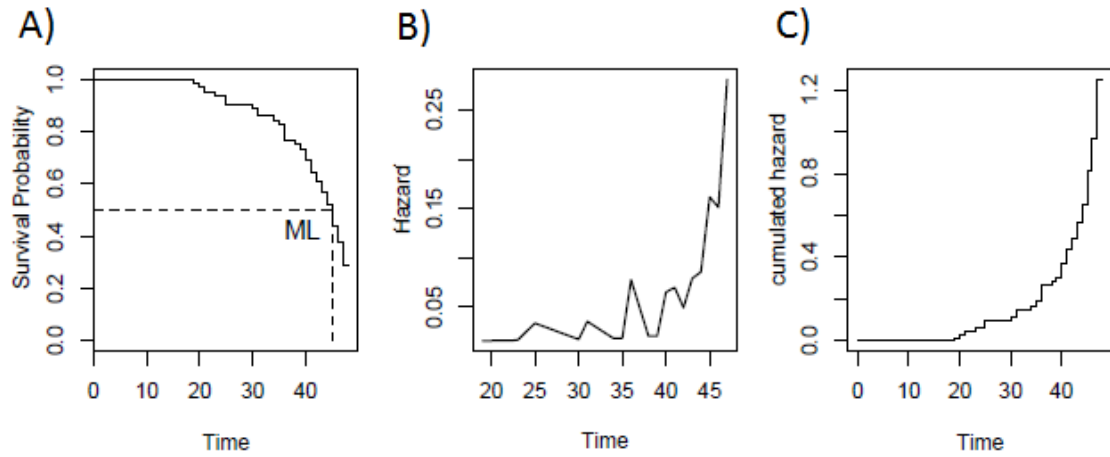 A)
B)
C)
Survival Probability
1.0
0.8
0.6
0.4
0.2
0.0
ML
0 10 20 30 40
Time
Hazard
0.25
0.15
0.05
20 25 30 35 40 45
Time
cumulated hazard
1.2
0.8
0.4
0.0
0 10 20 30 40
Time